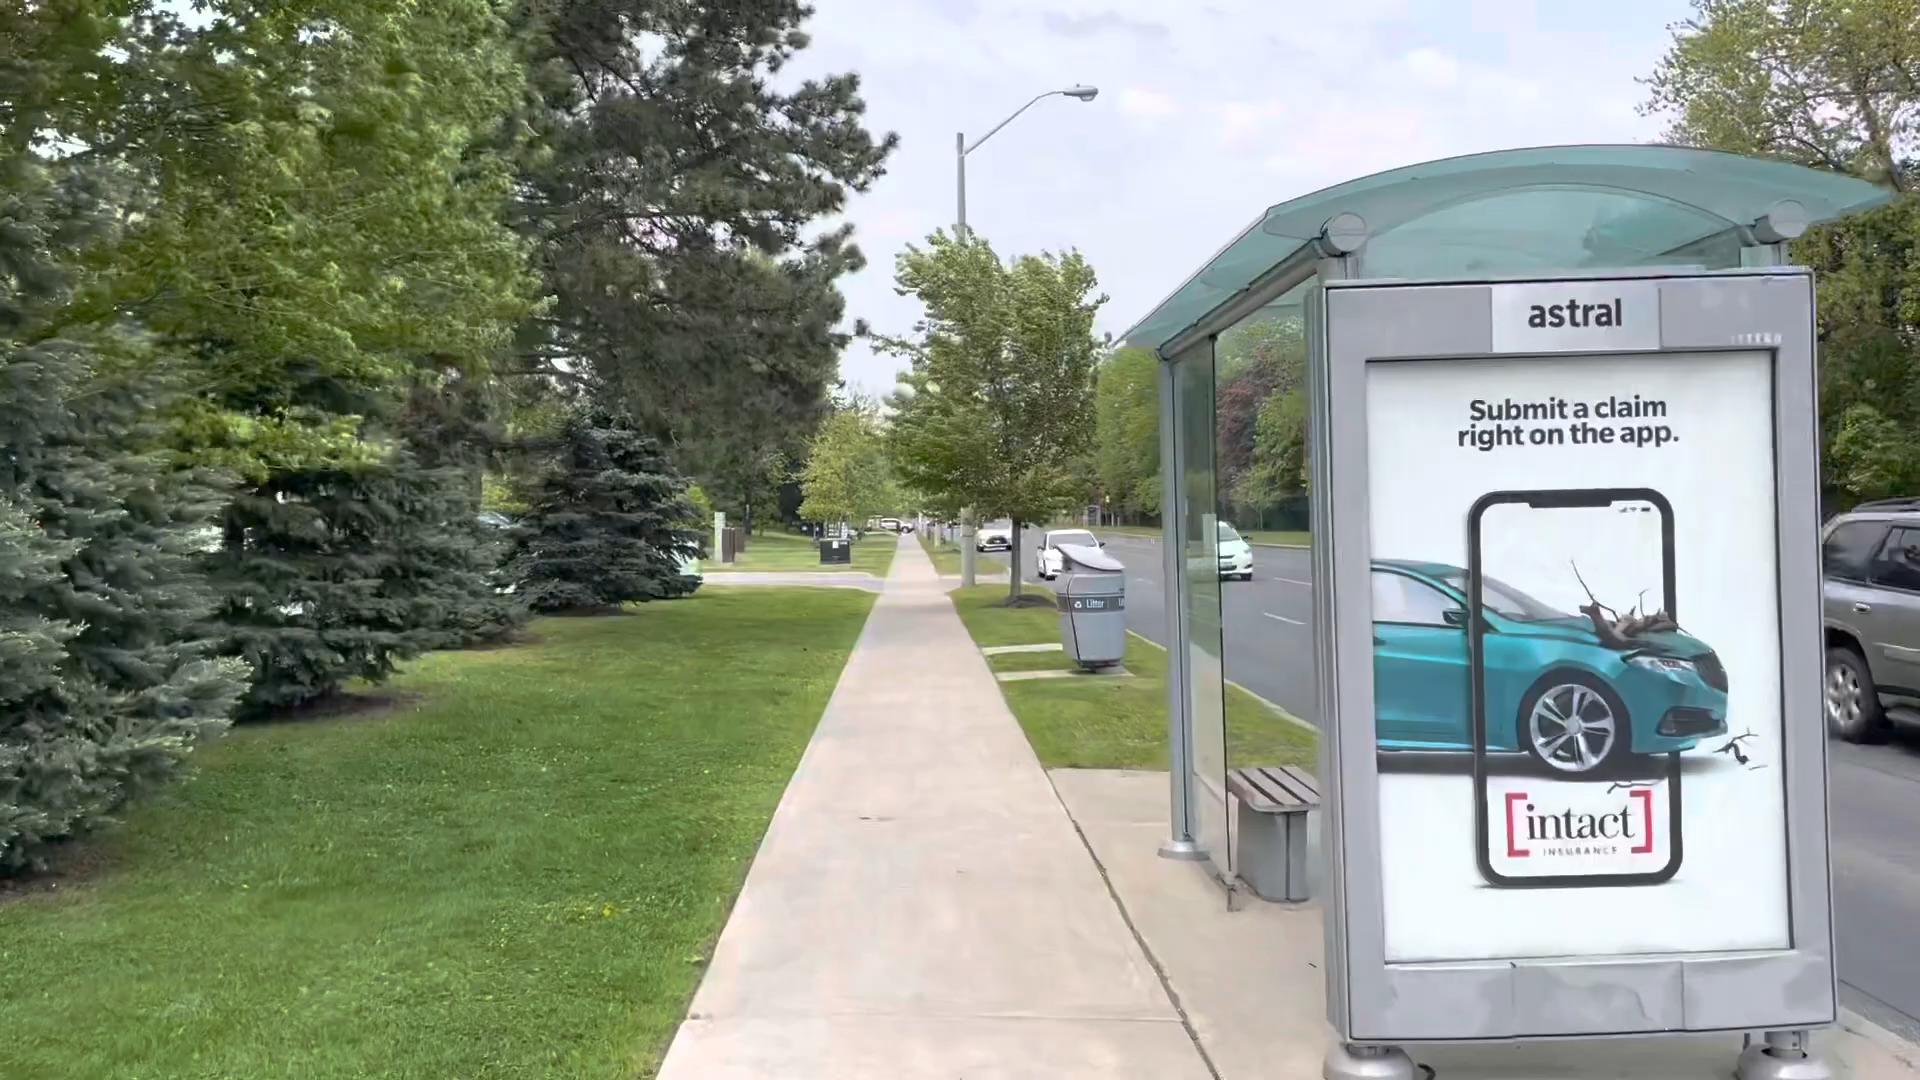 astral
Submit a claim
right on the app.
[intact]
INSURANCE
Litter